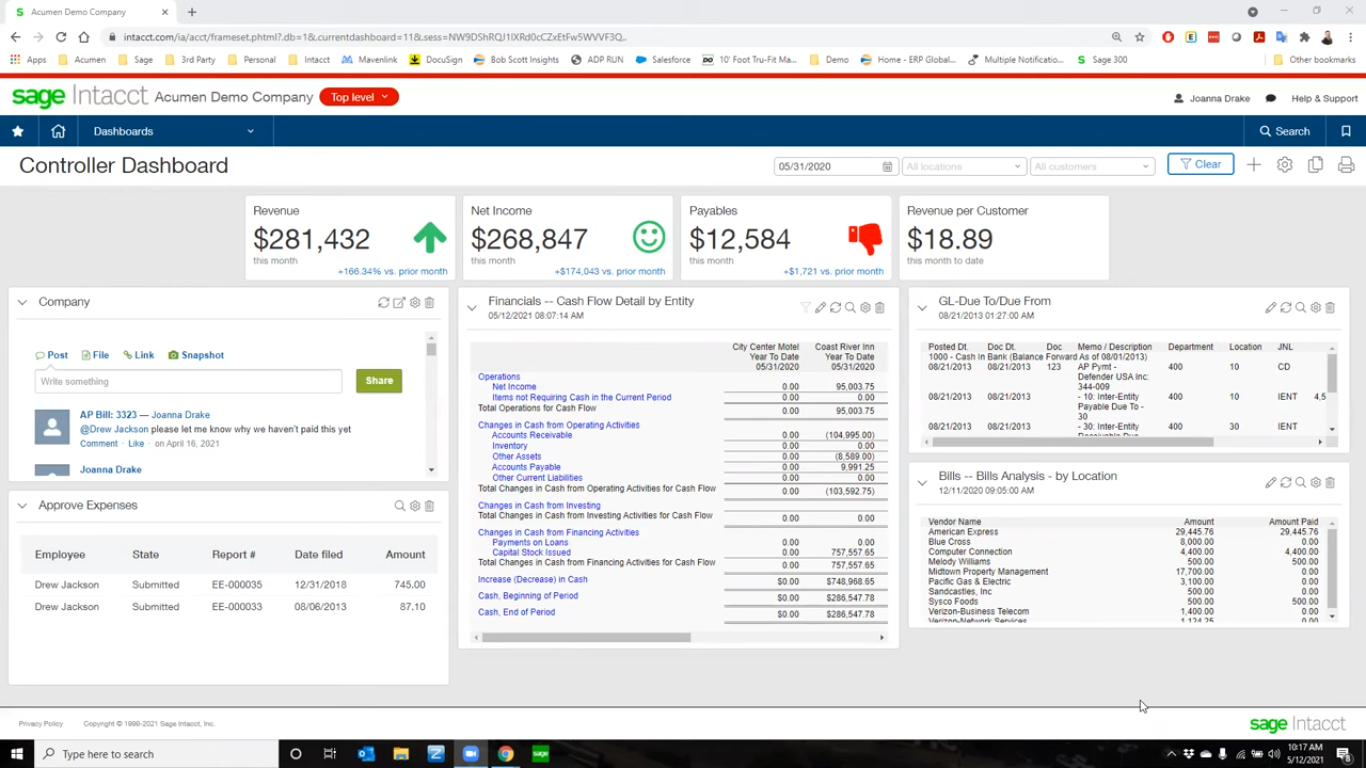 Acumen Demo Company
intacct.com/ia/acct/frameset.phtml?.db=1&currentdashboard=11&.sess=NW9DShRQJ1IXRd0cCZxEtFw5WVVF3Q...
Apps Acumen Sage 3rd Party Personal Intacct Mavenlink DocuSign Bob Scott Insights ADP RUN Salesforce 10' Foot Tru-Fit Ma... Demo Home - ERP Global... Multiple Notificatio... Sage 300 Other bookmarks
sage Intacct Acumen Demo Company Top level Joanna Drake Help & Support
Dashboards Search
Controller Dashboard 05/31/2020 All locations All customers Clear
Revenue
$281,432
this month
+166.34% vs. prior month
Net Income
$268,847
this month
+$174,043 vs. prior month
Payables
$12,584
this month
+$1,721 vs. prior month
Revenue per Customer
$18.89
this month to date
Company
Post File Link Snapshot
Write something Share
AP Bill: 3323 — Joanna Drake
@Drew Jackson please let me know why we haven't paid this yet
Comment · Like · on April 16, 2021
Joanna Drake
Approve Expenses
Employee State Report # Date filed Amount
Drew Jackson Submitted EE-000035 12/31/2018 745.00
Drew Jackson Submitted EE-000033 08/06/2013 87.10
Financials -- Cash Flow Detail by Entity
05/12/2021 08:07:14 AM
City Center Motel Coast River Inn
Year To Date Year To Date
05/31/2020 05/31/2020
Operations
Net Income 0.00 95,003.75
Items not Requiring Cash in the Current Period 0.00 0.00
Total Operations for Cash Flow 0.00 95,003.75
Changes in Cash from Operating Activities
Accounts Receivable 0.00 (104,995.00)
Inventory 0.00 0.00
Other Assets 0.00 (8,589.00)
Accounts Payable 0.00 9,991.25
Other Current Liabilities 0.00 0.00
Total Changes in Cash from Operating Activities for Cash Flow 0.00 (103,592.75)
Changes in Cash from Investing
Total Changes in Cash from Investing Activities for Cash Flow 0.00 0.00
Changes in Cash from Financing Activities
Payments on Loans 0.00 0.00
Capital Stock Issued 0.00 757,557.65
Total Changes in Cash from Financing Activities for Cash Flow 0.00 757,557.65
Increase (Decrease) in Cash $0.00 $748,968.65
Cash, Beginning of Period $0.00 $286,547.78
Cash, End of Period $0.00 $286,547.78
GL-Due To/Due From
08/21/2013 01:27:00 AM
Posted Dt. Doc Dt. Doc Memo / Description Department Location JNL
1000 - Cash In Bank (Balance Forward As of 08/01/2013)
08/21/2013 08/21/2013 123 AP Pymt - 400 10 CD
Defender USA Inc:
344-009
08/21/2013 08/21/2013 - 10: Inter-Entity 400 10 IENT 4,5
Payable Due To -
30
08/21/2013 08/21/2013 - 30: Inter-Entity 400 30 IENT
Receivable Due
Bills -- Bills Analysis - by Location
12/11/2020 09:05:00 AM
Vendor Name Amount Amount Paid
American Express 29,445.76 29,445.76
Blue Cross 8,000.00 0.00
Computer Connection 4,400.00 4,400.00
Melody Williams 500.00 500.00
Midtown Property Management 17,700.00 0.00
Pacific Gas & Electric 3,100.00 0.00
Sandcastles, Inc 500.00 0.00
Sysco Foods 500.00 500.00
Verizon-Business Telecom 1,400.00 0.00
Verizon-Network Services 1,124.25 0.00
Privacy Policy Copyright © 1999-2021 Sage Intacct, Inc. sage Intacct
Type here to search
10:17 AM
5/12/2021